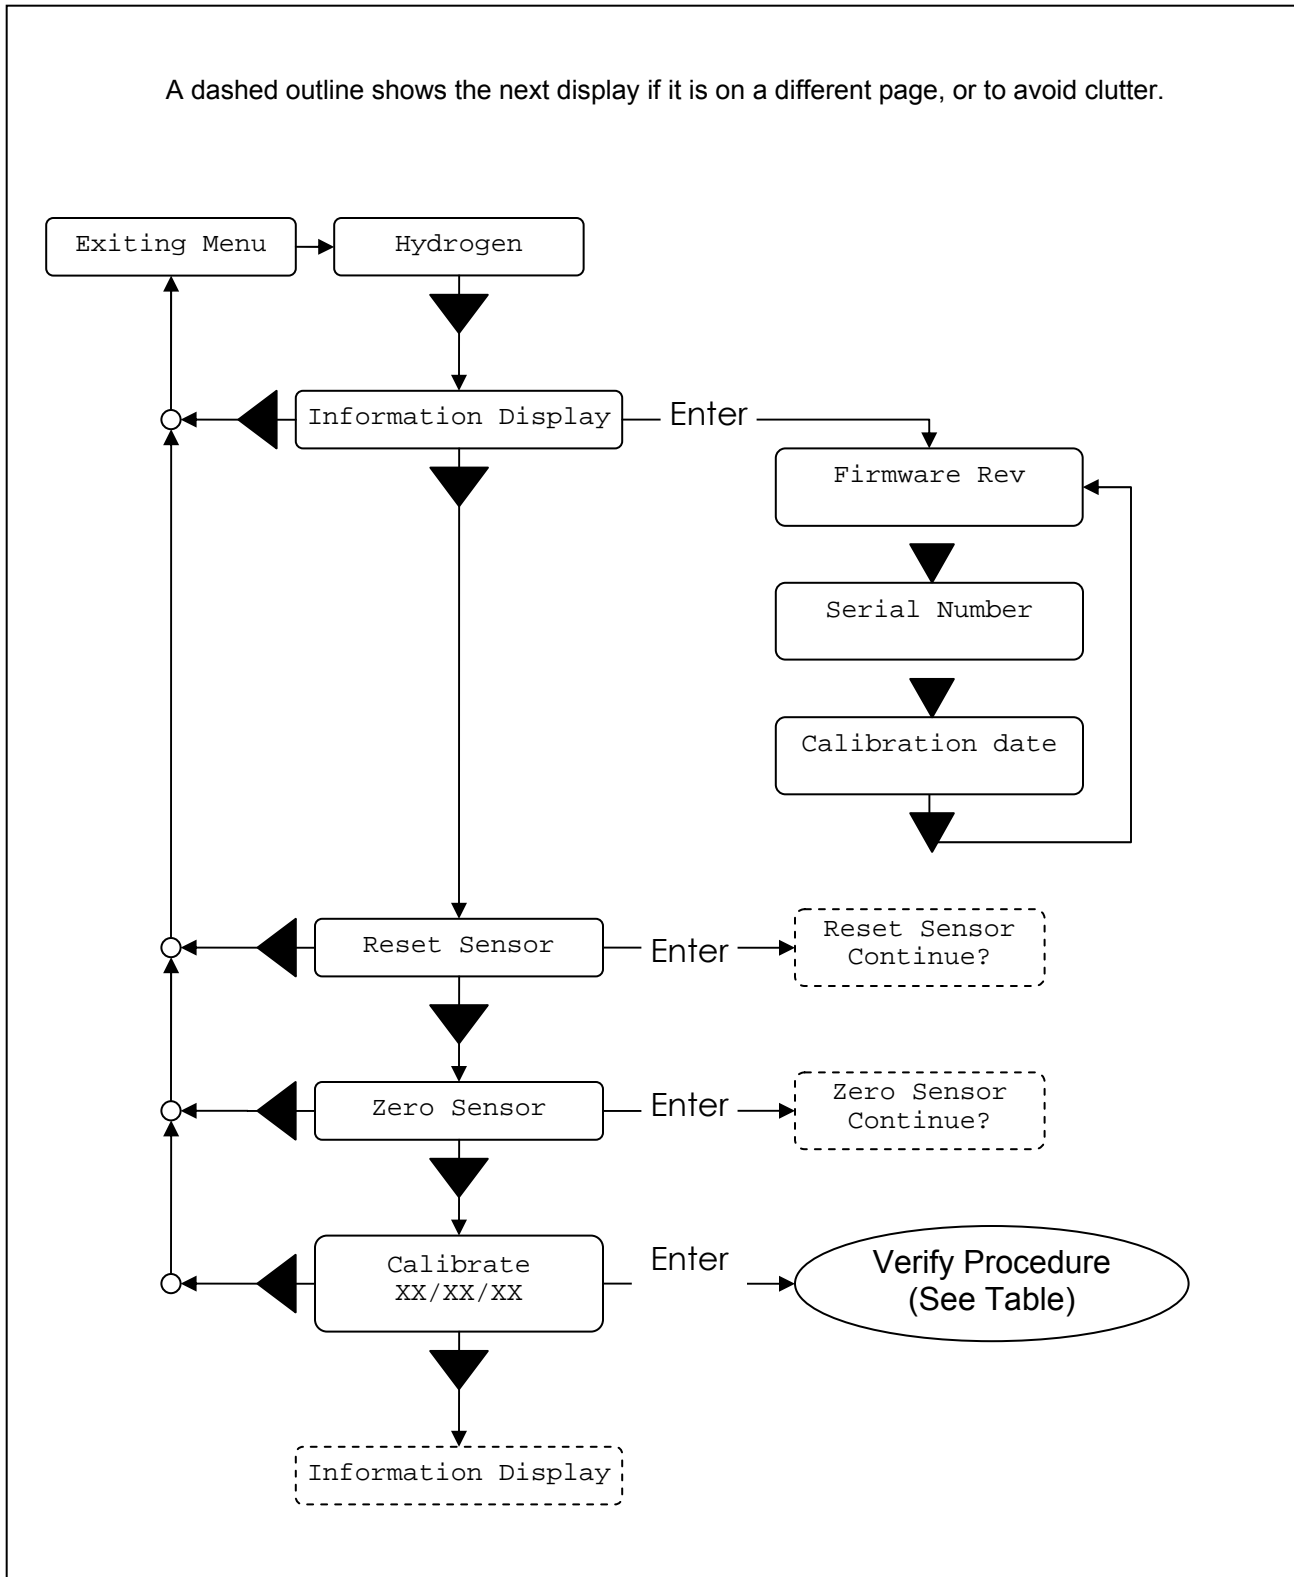 A dashed outline shows the next display if it is on a different page, or to avoid clutter.
Exiting Menu
Hydrogen
Information Display
Enter
Firmware Rev
Serial Number
Calibration date
Reset Sensor
Enter
Reset Sensor
Continue?
Zero Sensor
Enter
Zero Sensor
Continue?
Calibrate
XX/XX/XX
Enter
Verify Procedure
(See Table)
Information Display